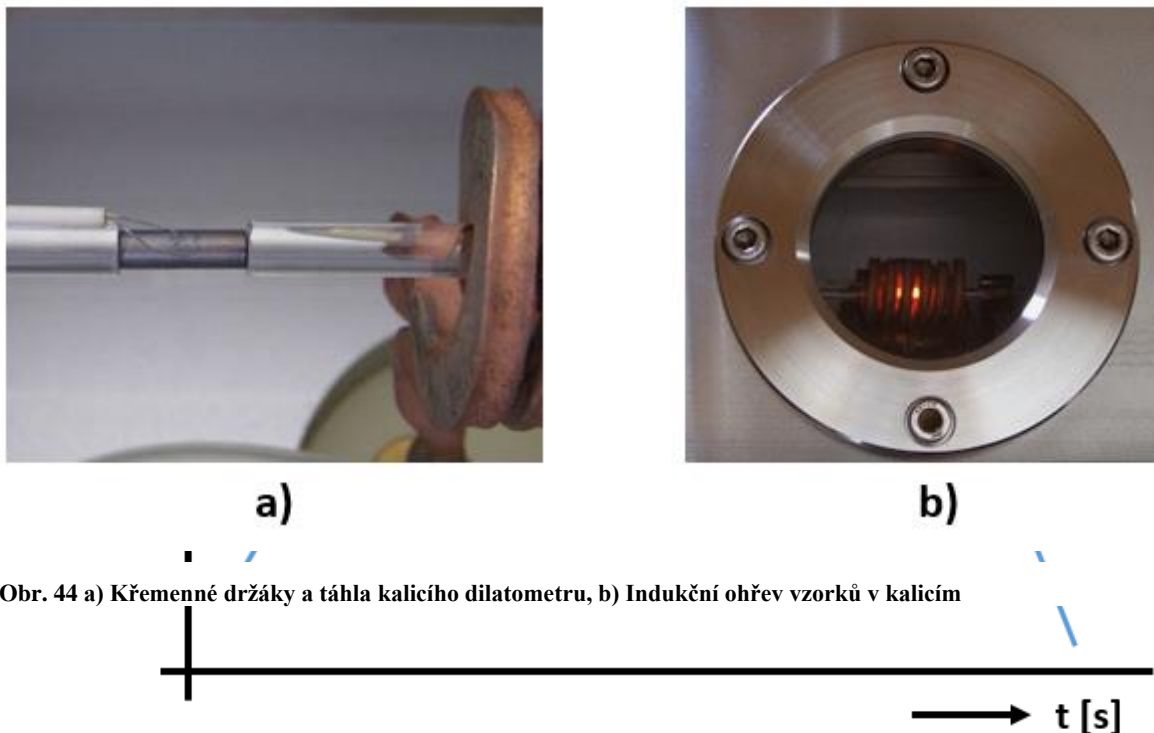 a)
b)
Obr. 44 a) Křemenné držáky a táhla kalicího dilatometru, b) Indukční ohřev vzorků v kalicím
t [s]